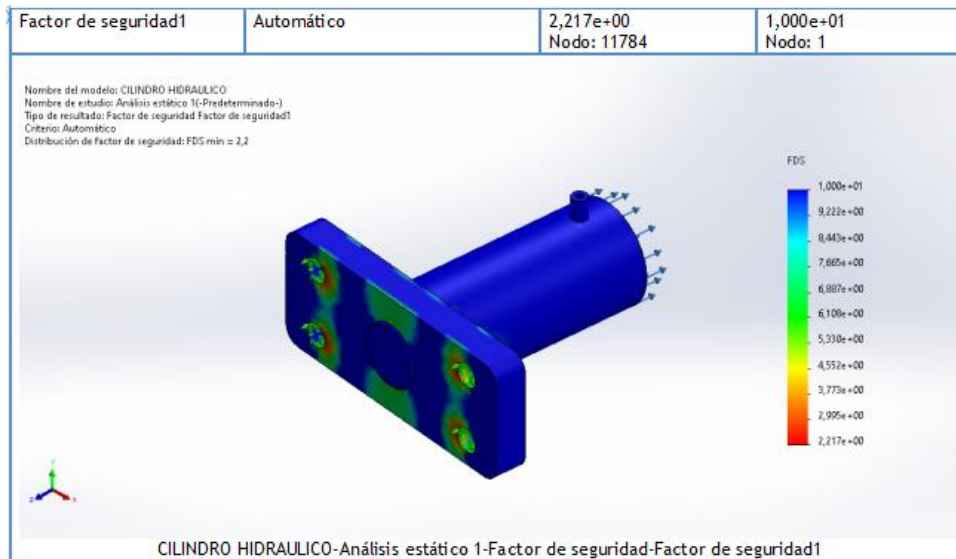 Factor de seguridad1
Automático
2,217e+00
Nodo: 11784
1,000e+01
Nodo: 1
Nombre del modelo: CILINDRO HIDRAULICO
Nombre de estudio: Análisis estático 1(-Predeterminado-)
Tipo de resultado: Factor de seguridad Factor de seguridad1
Criterio: Automático
Distribución de factor de seguridad: FDS min = 2,2
FDS
1,000e+01
9,222e+00
8,443e+00
7,665e+00
6,887e+00
6,108e+00
5,330e+00
4,552e+00
3,773e+00
2,995e+00
2,217e+00
Y
Z
X
CILINDRO HIDRAULICO-Análisis estático 1-Factor de seguridad-Factor de seguridad1